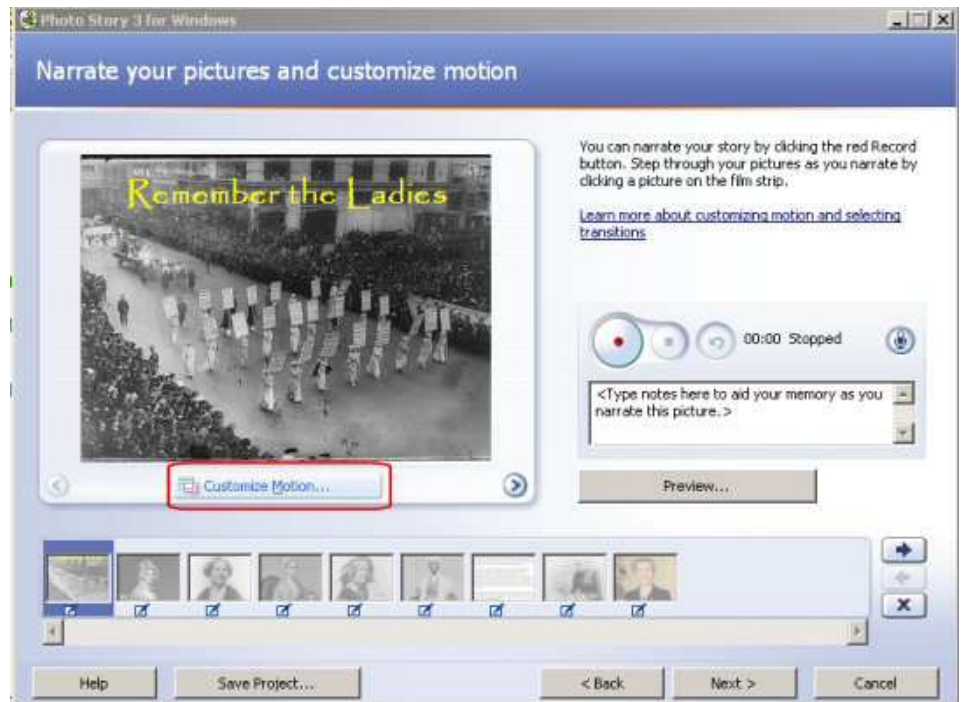 Photo Story 3 for Windows
Narrate your pictures and customize motion
Remember the Ladies
You can narrate your story by clicking the red Record
button. Step through your pictures as you narrate by
clicking a picture on the film strip.
Learn more about customizing motion and selecting
transitions
00:00 Stopped
<Type notes here to aid your memory as you
narrate this picture.>
Customize Motion...
Preview...
Help
Save Project...
< Back
Next >
Cancel